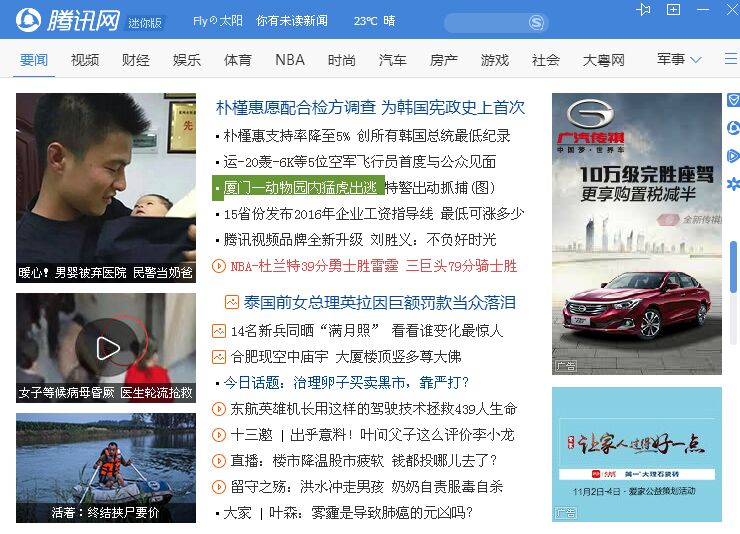 腾讯网 迷你版 Fly の 太阳 你有未读新闻 23℃ 晴
要闻 视频 财经 娱乐 体育 NBA 时尚 汽车 房产 游戏 社会 大粤网 军事
暖心! 男婴被弃医院 民警当奶爸
女子等候病母昏厥 医生轮流抢救
活着:终结挟尸要价
朴槿惠愿配合检方调查 为韩国宪政史上首次
朴槿惠支持率降至5% 创所有韩国总统最低纪录
运-20轰-6K等5位空军飞行员首度与公众见面
厦门一动物园内猛虎出逃 特警出动抓捕(图)
15省份发布2016年企业工资指导线 最低可涨多少
腾讯视频品牌全新升级 刘胜义:不负好时光
NBA-杜兰特39分勇士胜雷霆 三巨头79分骑士胜
泰国前女总理英拉因巨额罚款当众落泪
14名新兵同晒“满月照” 看看谁变化最惊人
合肥现空中庙宇 大厦楼顶竖多尊大佛
今日话题:治理卵子买卖黑市,靠严打?
东航英雄机长用这样的驾驶技术拯救439人生命
十三邀 | 出乎意料!叶问父子这么评价李小龙
直播:楼市降温股市疲软 钱都投哪儿去了?
留守之殇:洪水冲走男孩 奶奶自责服毒自杀
大家 | 叶森:雾霾是导致肺癌的元凶吗?
广汽传祺
中国梦·世界车
10万级完胜座驾
更享购置税减半
全新传祺
广告
让家人过得好一点
简一®大理石瓷砖
11月2日-4日·爱家公益策划活动
广告